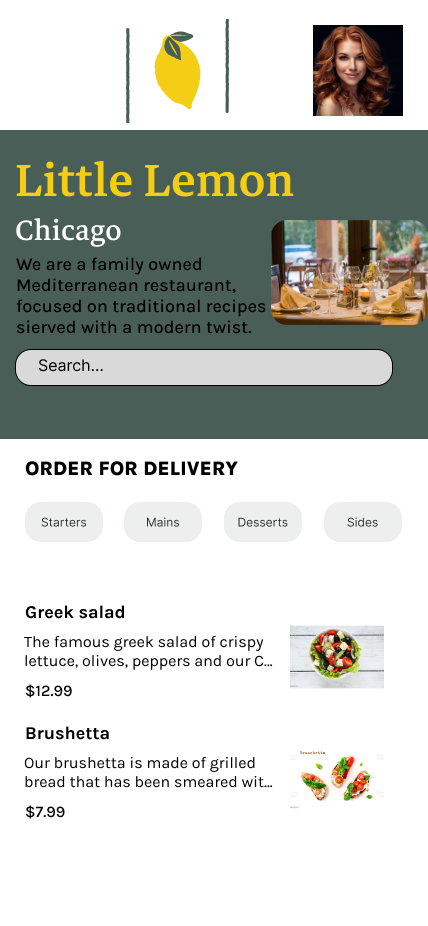 Little Lemon
Chicago
We are a family owned
Mediterranean restaurant,
focused on traditional recipes
sierved with a modern twist.
Search...
ORDER FOR DELIVERY
Starters
Mains
Desserts
Sides
Greek salad
The famous greek salad of crispy
lettuce, olives, peppers and our C...
$12.99
Brushetta
Our brushetta is made of grilled
bread that has been smeared wit...
$7.99
Bruschetta